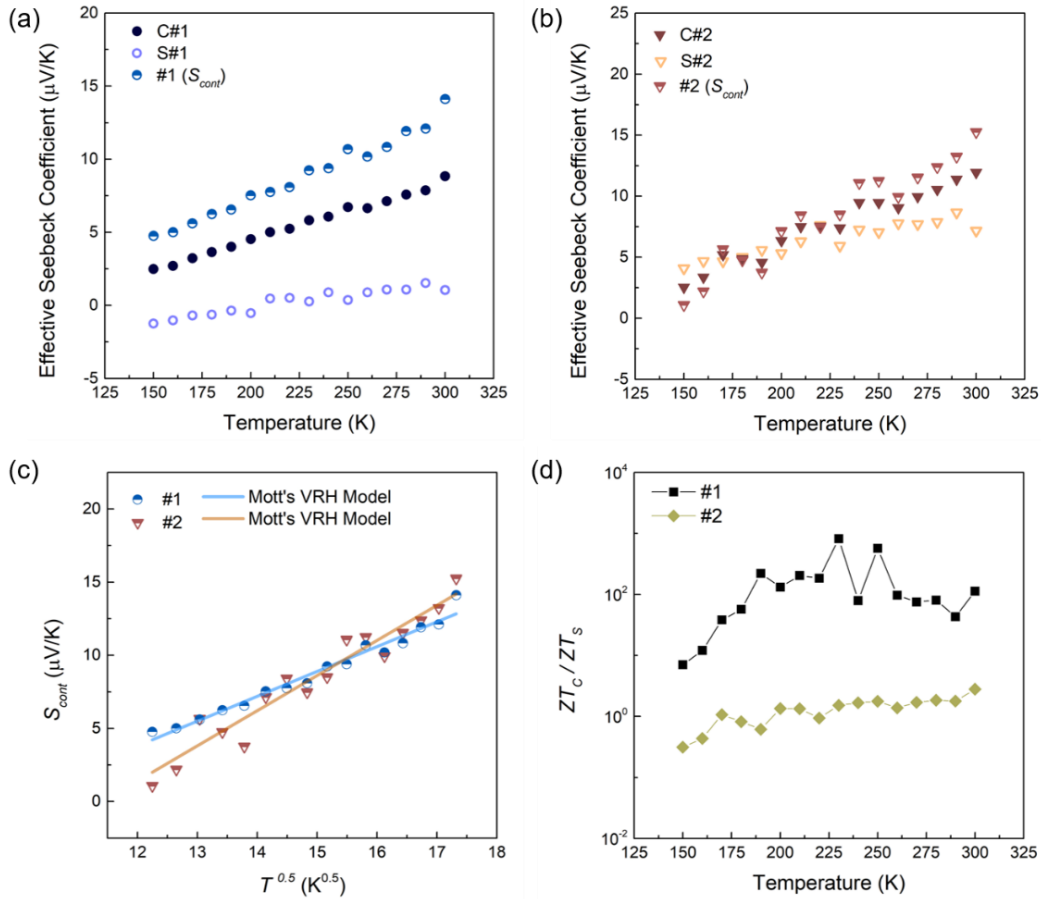 (a)
20
15
10
5
0
-5
125 150 175 200 225 250 275 300 325
Effective Seebeck Coefficient (μV/K)
Temperature (K)
C#1
S#1
#1 (S_cont)
(b)
25
20
15
10
5
0
-5
125 150 175 200 225 250 275 300 325
Effective Seebeck Coefficient (μV/K)
Temperature (K)
C#2
S#2
#2 (S_cont)
(c)
20
15
10
5
0
12 13 14 15 16 17 18
S_cont (μV/K)
T^0.5 (K^0.5)
#1 Mott's VRH Model
#2 Mott's VRH Model
(d)
10^4
10^2
10^0
10^-2
125 150 175 200 225 250 275 300 325
ZT_C / ZT_S
Temperature (K)
#1
#2